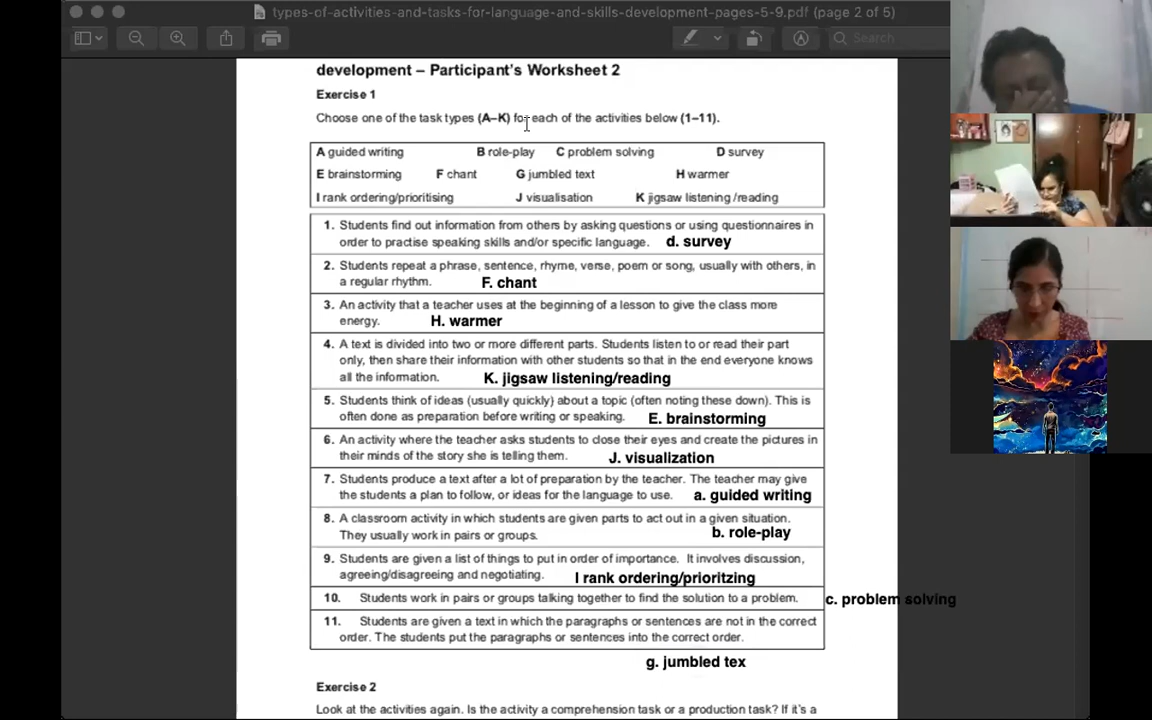 types-of-activities-and-tasks-for-language-and-skills-development-pages-5-9.pdf (page 2 of 5)
Search
development – Participant's Worksheet 2
Exercise 1
Choose one of the task types (A–K) for each of the activities below (1–11).
A guided writing B role-play C problem solving D survey
E brainstorming F chant G jumbled text H warmer
I rank ordering/prioritising J visualisation K jigsaw listening /reading
1. Students find out information from others by asking questions or using questionnaires in
order to practise speaking skills and/or specific language. d. survey
2. Students repeat a phrase, sentence, rhyme, verse, poem or song, usually with others, in
a regular rhythm. F. chant
3. An activity that a teacher uses at the beginning of a lesson to give the class more
energy. H. warmer
4. A text is divided into two or more different parts. Students listen to or read their part
only, then share their information with other students so that in the end everyone knows
all the information. K. jigsaw listening/reading
5. Students think of ideas (usually quickly) about a topic (often noting these down). This is
often done as preparation before writing or speaking. E. brainstorming
6. An activity where the teacher asks students to close their eyes and create the pictures in
their minds of the story she is telling them. J. visualization
7. Students produce a text after a lot of preparation by the teacher. The teacher may give
the students a plan to follow, or ideas for the language to use. a. guided writing
8. A classroom activity in which students are given parts to act out in a given situation.
They usually work in pairs or groups. b. role-play
9. Students are given a list of things to put in order of importance. It involves discussion,
agreeing/disagreeing and negotiating. I rank ordering/prioritzing
10. Students work in pairs or groups talking together to find the solution to a problem. c. problem solving
11. Students are given a text in which the paragraphs or sentences are not in the correct
order. The students put the paragraphs or sentences into the correct order.
g. jumbled tex
Exercise 2
Look at the activities again. Is the activity a comprehension task or a production task? If it's a